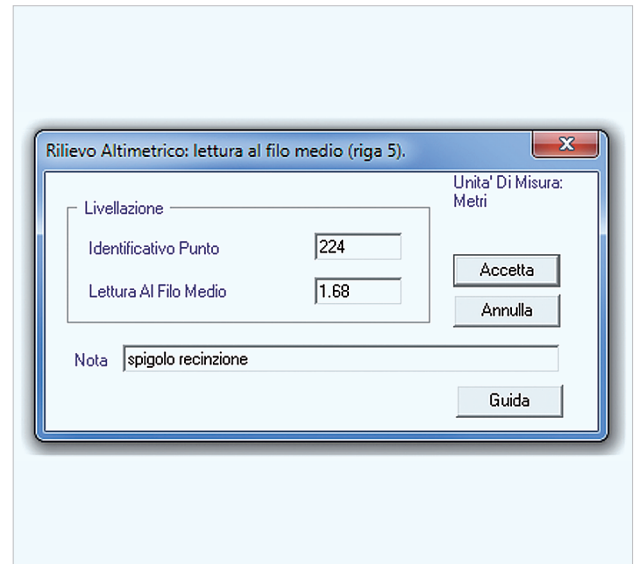 Rilievo Altimetrico: lettura al filo medio (riga 5).
Unita' Di Misura:
Metri
Livellazione
Identificativo Punto 224
Lettura Al Filo Medio 1.68
Accetta
Annulla
Nota spigolo recinzione
Guida